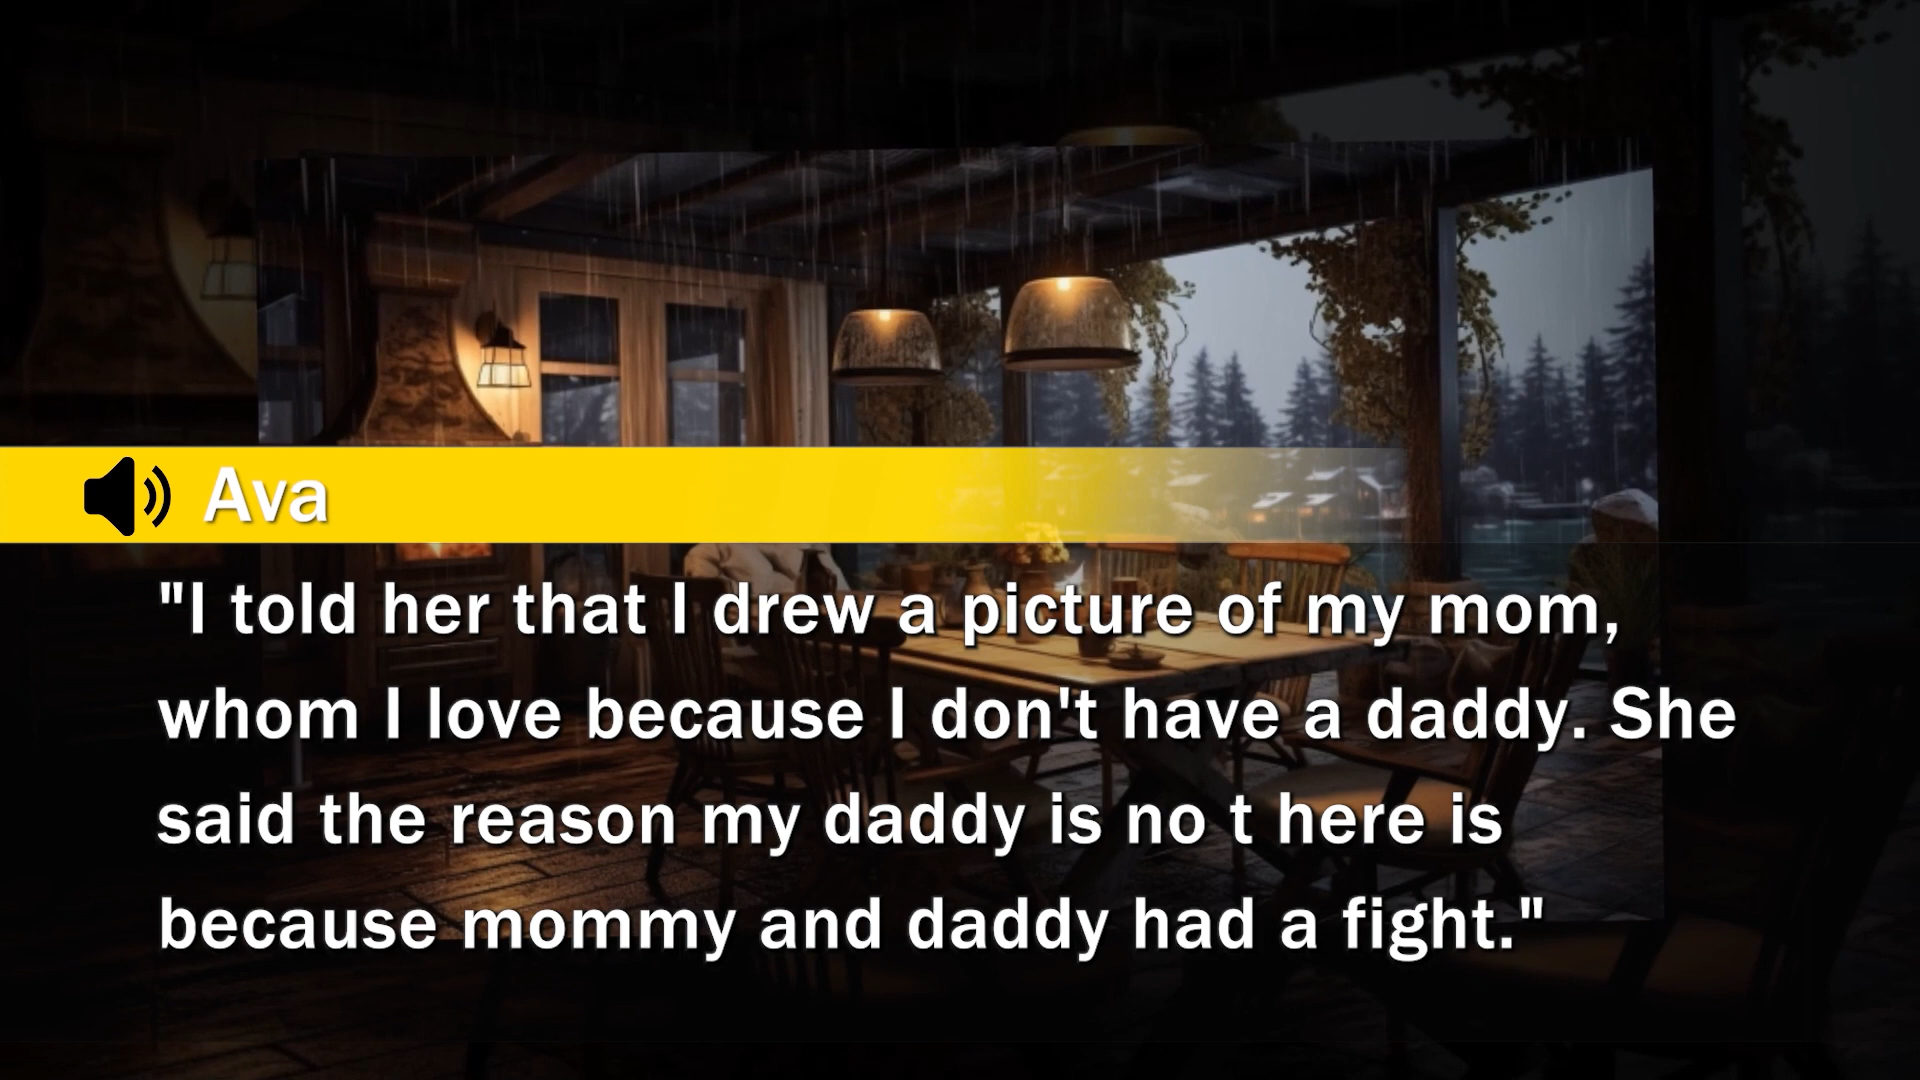 Ava
"I told her that I drew a picture of my mom,
whom I love because I don't have a daddy. She
said the reason my daddy is no t here is
because mommy and daddy had a fight."